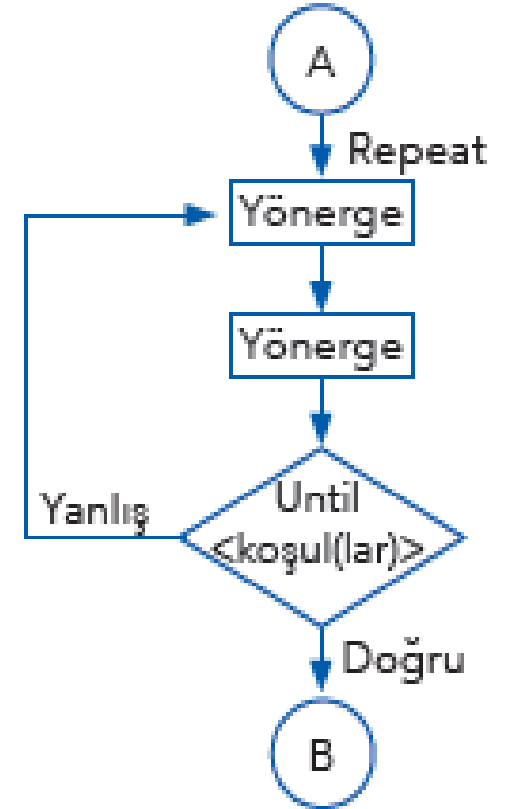 A
Repeat
Yönerge
Yönerge
Until
<koşul(lar)>
Yanlış
Doğru
B